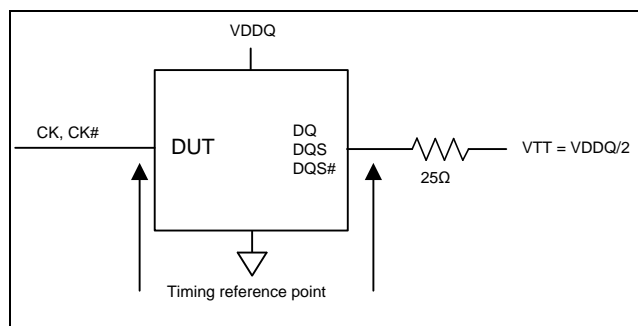 VDDQ
CK, CK#
DUT
DQ
DQS
DQS#
25Ω
VTT = VDDQ/2
Timing reference point